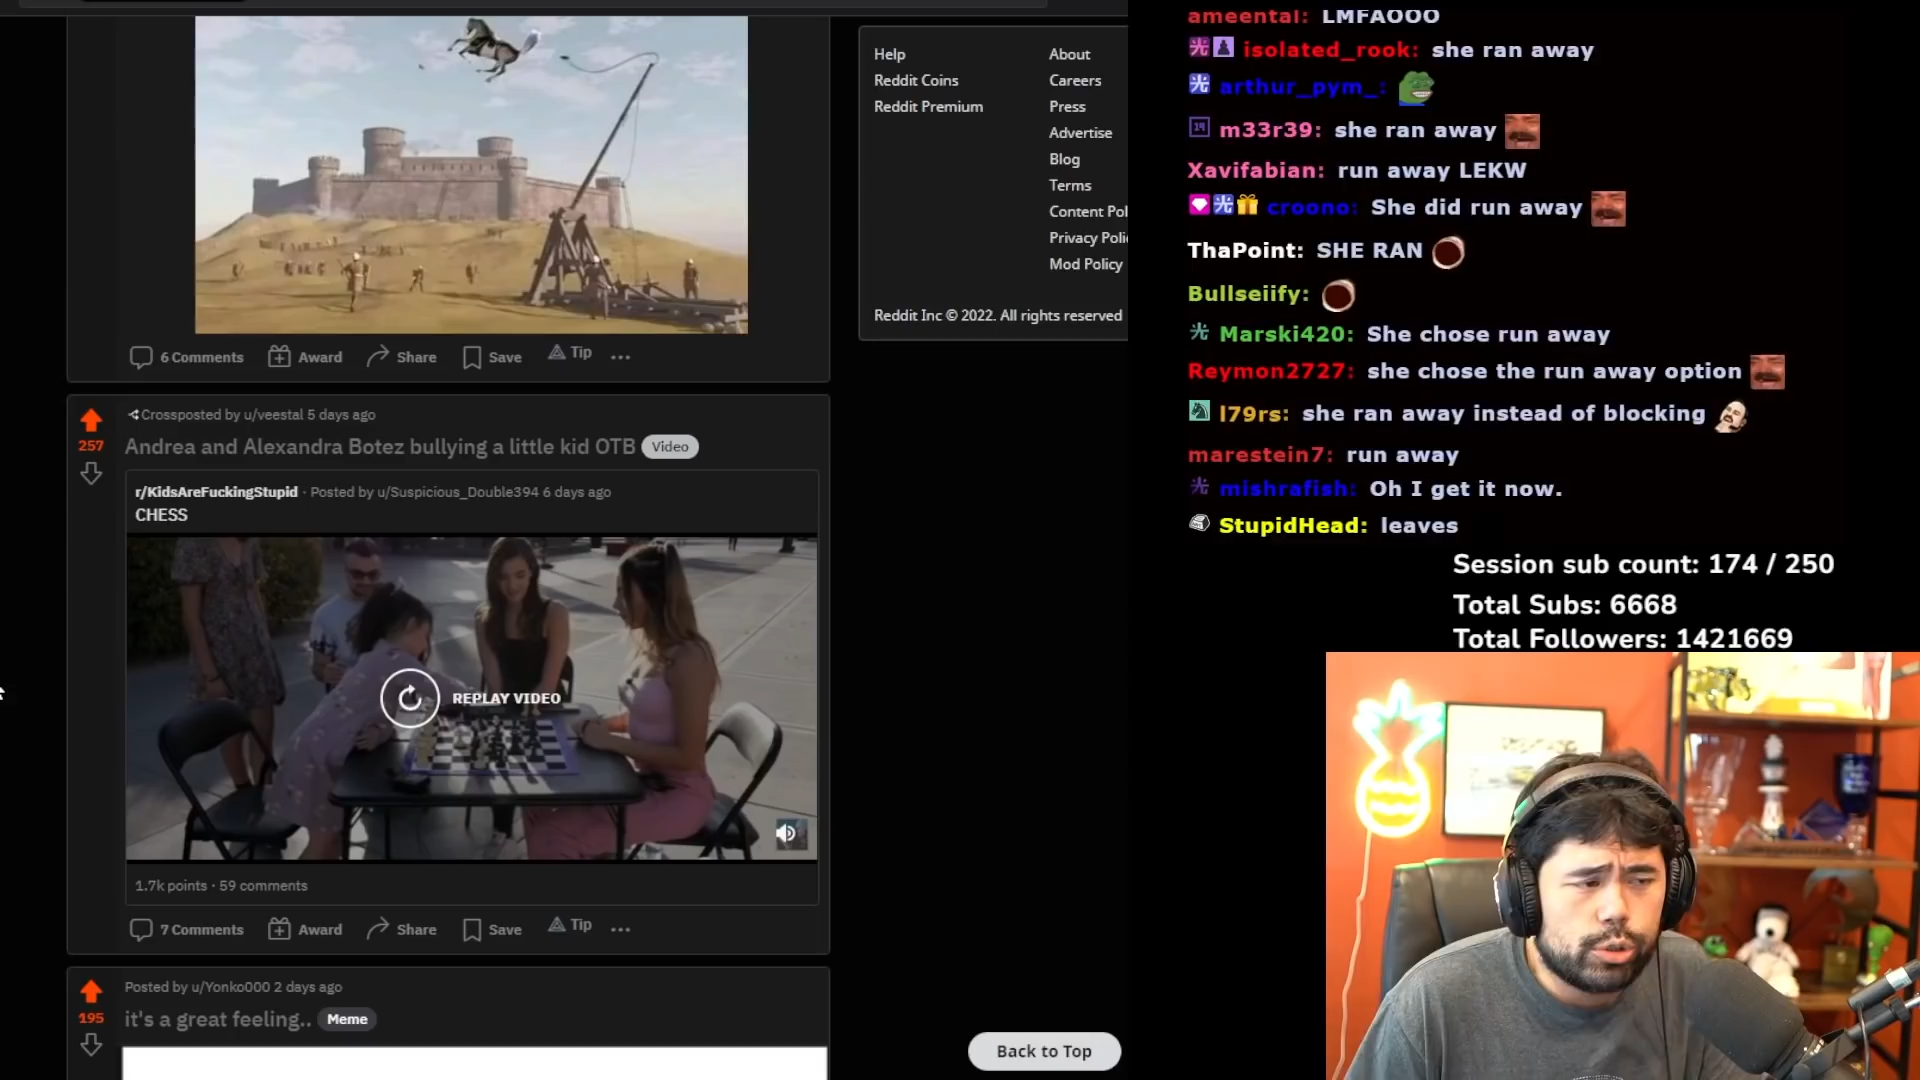 Help
Reddit Coins
Reddit Premium
About
Careers
Press
Advertise
Blog
Terms
Content Pol
Privacy Poli
Mod Policy
Reddit Inc © 2022. All rights reserved
6 Comments Award Share Save Tip
257
Crossposted by u/veestal 5 days ago
Andrea and Alexandra Botez bullying a little kid OTB Video
r/KidsAreFuckingStupid · Posted by u/Suspicious_Double394 6 days ago
CHESS
REPLAY VIDEO
1.7k points · 59 comments
7 Comments Award Share Save Tip
195
Posted by u/Yonko000 2 days ago
it's a great feeling.. Meme
Back to Top
ameental: LMFAOOO
isolated_rook: she ran away
arthur_pym_:
m33r39: she ran away
Xavifabian: run away LEKW
croono: She did run away
ThaPoint: SHE RAN
Bullseiify:
Marski420: She chose run away
Reymon2727: she chose the run away option
l79rs: she ran away instead of blocking
marestein7: run away
mishrafish: Oh I get it now.
StupidHead: leaves
Session sub count: 174 / 250
Total Subs: 6668
Total Followers: 1421669